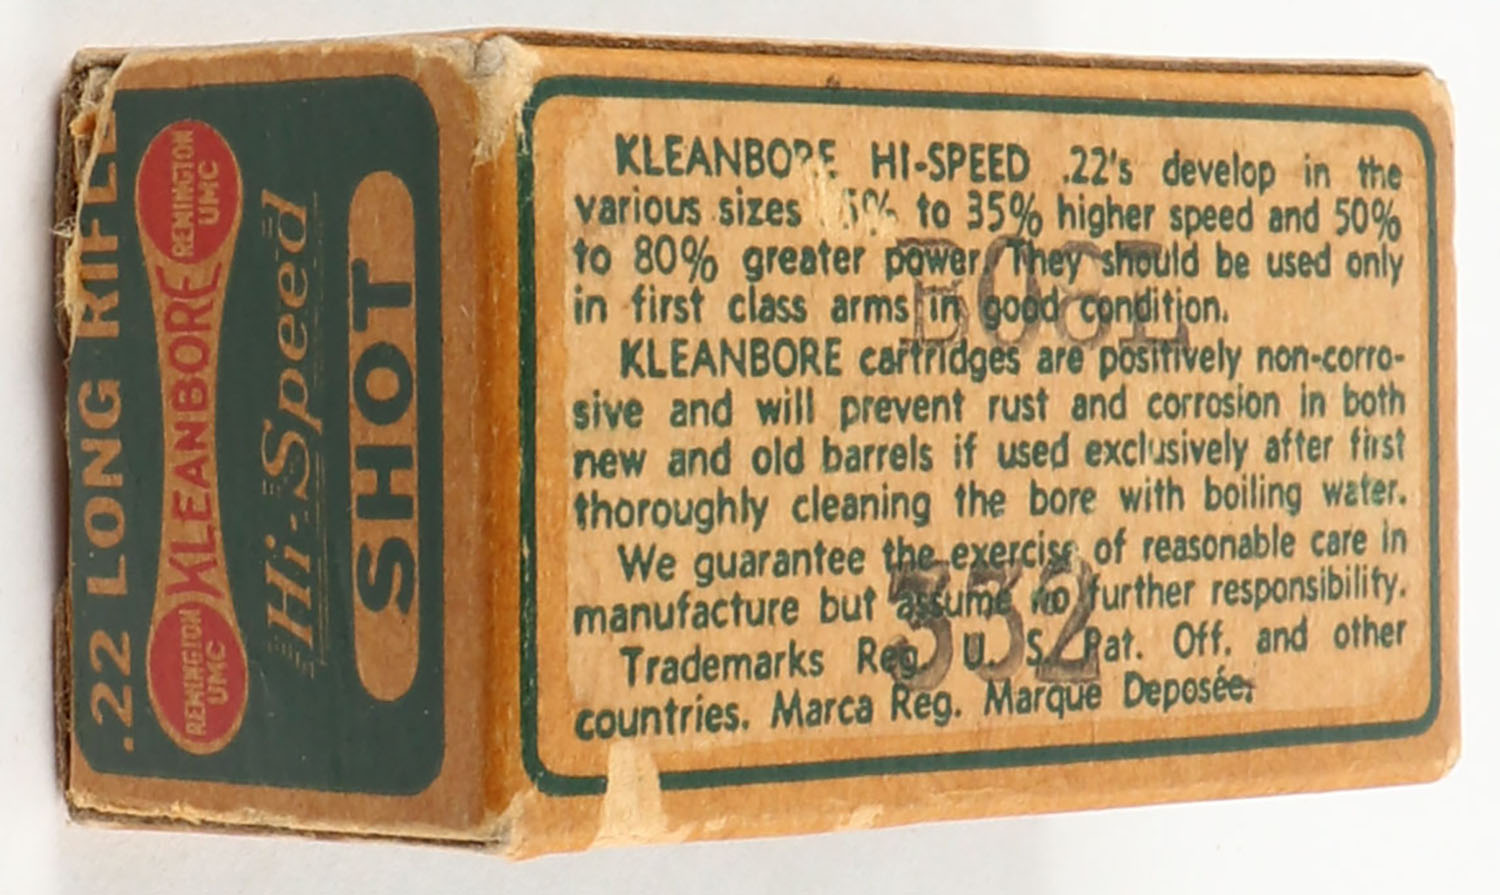 .22 LONG RIFLE
REMINGTON
UMC
KLEANBORE
REMINGTON
UMC
Hi-Speed
SHOT
KLEANBORE HI-SPEED .22's develop in the
various sizes to 35% higher speed and 50%
to 80% greater power. They should be used only
in first class arms in good condition.
KLEANBORE cartridges are positively non-corro-
sive and will prevent rust and corrosion in both
new and old barrels if used exclusively after first
thoroughly cleaning the bore with boiling water.
We guarantee the exercise of reasonable care in
manufacture but assume no further responsibility.
Trademarks Reg. U. S. Pat. Off. and other
countries. Marca Reg. Marque Deposée.
332